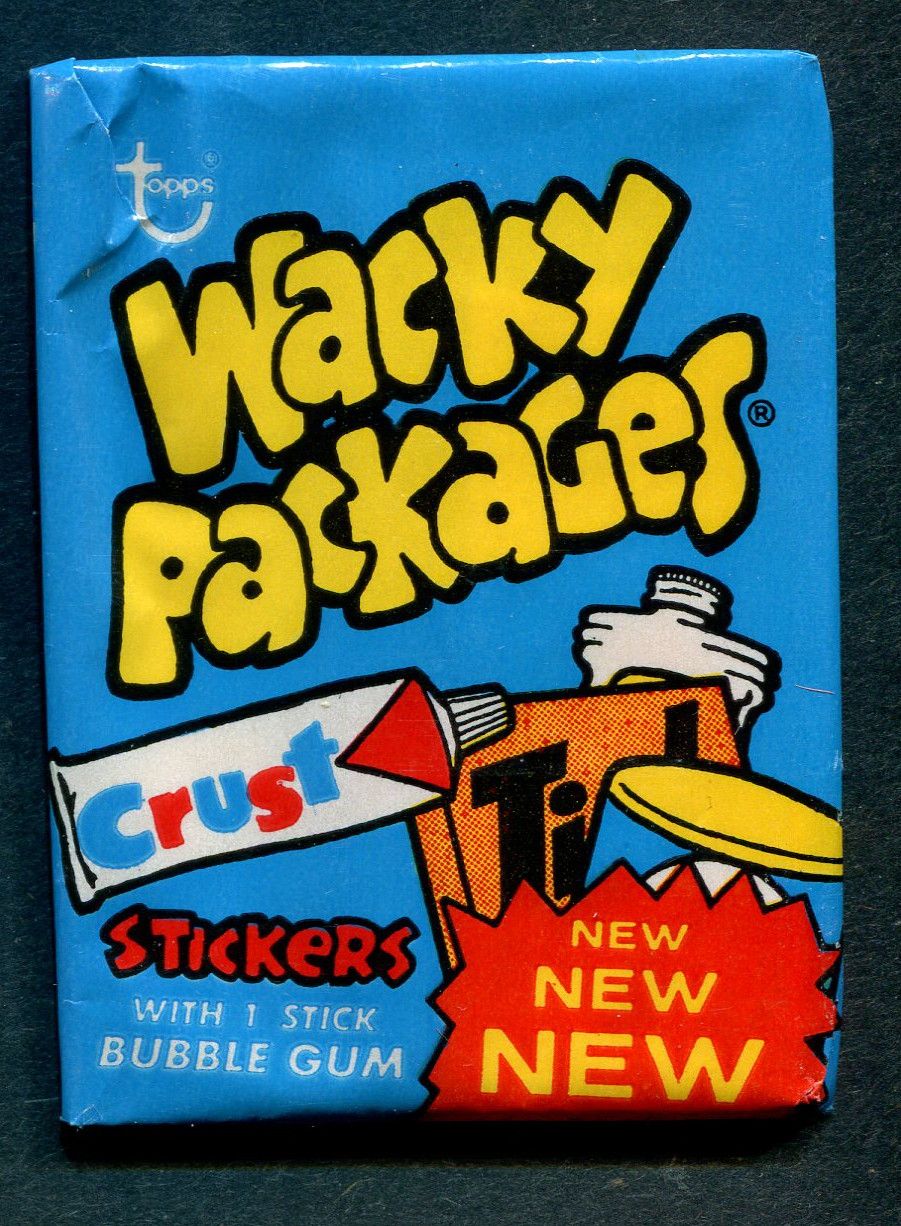 Topps®
Wacky
Packages®
Crust
Ti
STICKERS
WITH 1 STICK
BUBBLE GUM
NEW
NEW
NEW